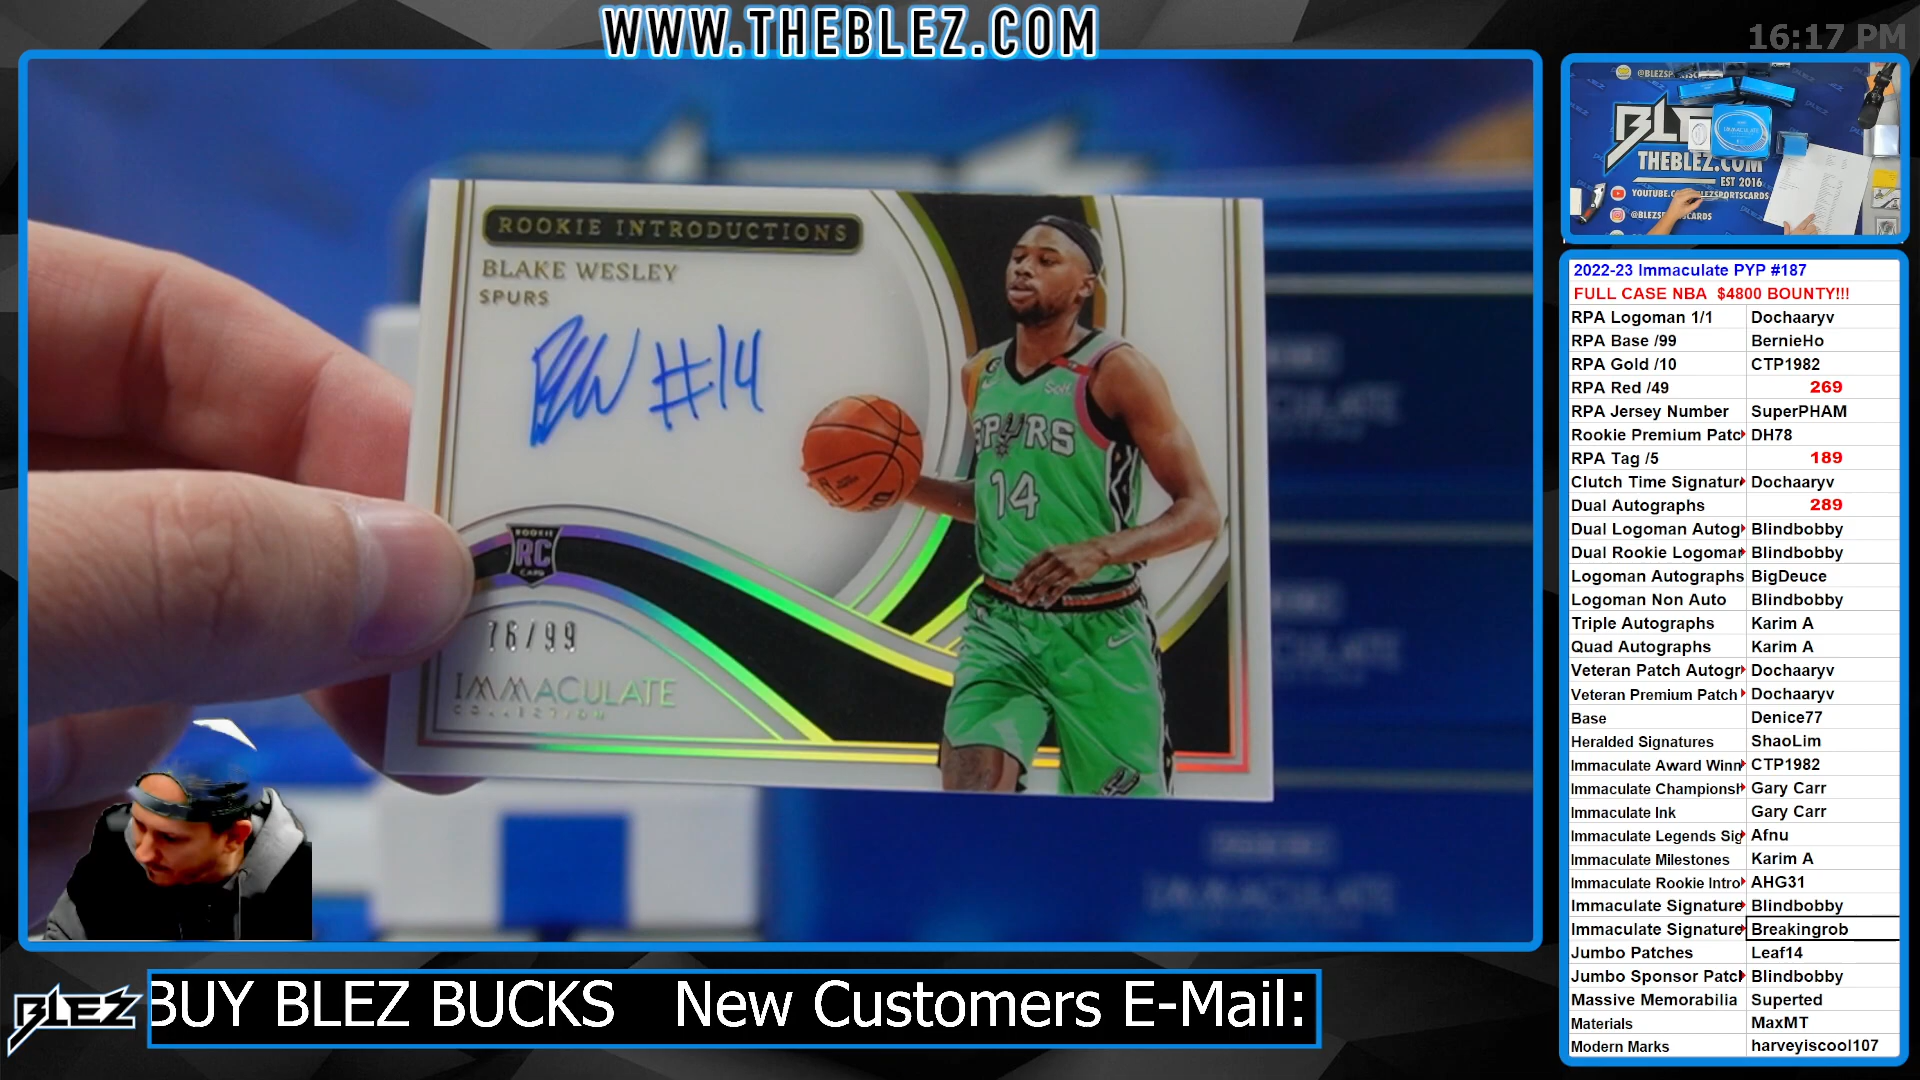 WWW.THEBLEZ.COM
16:17 PM
ROOKIE INTRODUCTIONS
BLAKE WESLEY
SPURS
BW #14
SPURS
14
Self
ROOKIE
RC
CARD
76/99
IMMACULATE
COLLECTION
BLEZ
THEBLEZ.COM
EST 2016
@BLEZSPORTSCARDS
2022-23 Immaculate PYP #187
FULL CASE NBA $4800 BOUNTY!!!
RPA Logoman 1/1 Dochaaryv
RPA Base /99 BernieHo
RPA Gold /10 CTP1982
RPA Red /49 269
RPA Jersey Number SuperPHAM
Rookie Premium Patc DH78
RPA Tag /5 189
Clutch Time Signatur Dochaaryv
Dual Autographs 289
Dual Logoman Autog Blindbobby
Dual Rookie Logoman Blindbobby
Logoman Autographs BigDeuce
Logoman Non Auto Blindbobby
Triple Autographs Karim A
Quad Autographs Karim A
Veteran Patch Autogr Dochaaryv
Veteran Premium Patch Dochaaryv
Base Denice77
Heralded Signatures ShaoLim
Immaculate Award Winn CTP1982
Immaculate Champions Gary Carr
Immaculate Ink Gary Carr
Immaculate Legends Sig Afnu
Immaculate Milestones Karim A
Immaculate Rookie Intro AHG31
Immaculate Signature Blindbobby
Immaculate Signature Breakingrob
Jumbo Patches Leaf14
Jumbo Sponsor Patch Blindbobby
Massive Memorabilia Superted
Materials MaxMT
Modern Marks harveyiscool107
BLEZ
BUY BLEZ BUCKS New Customers E-Mail: